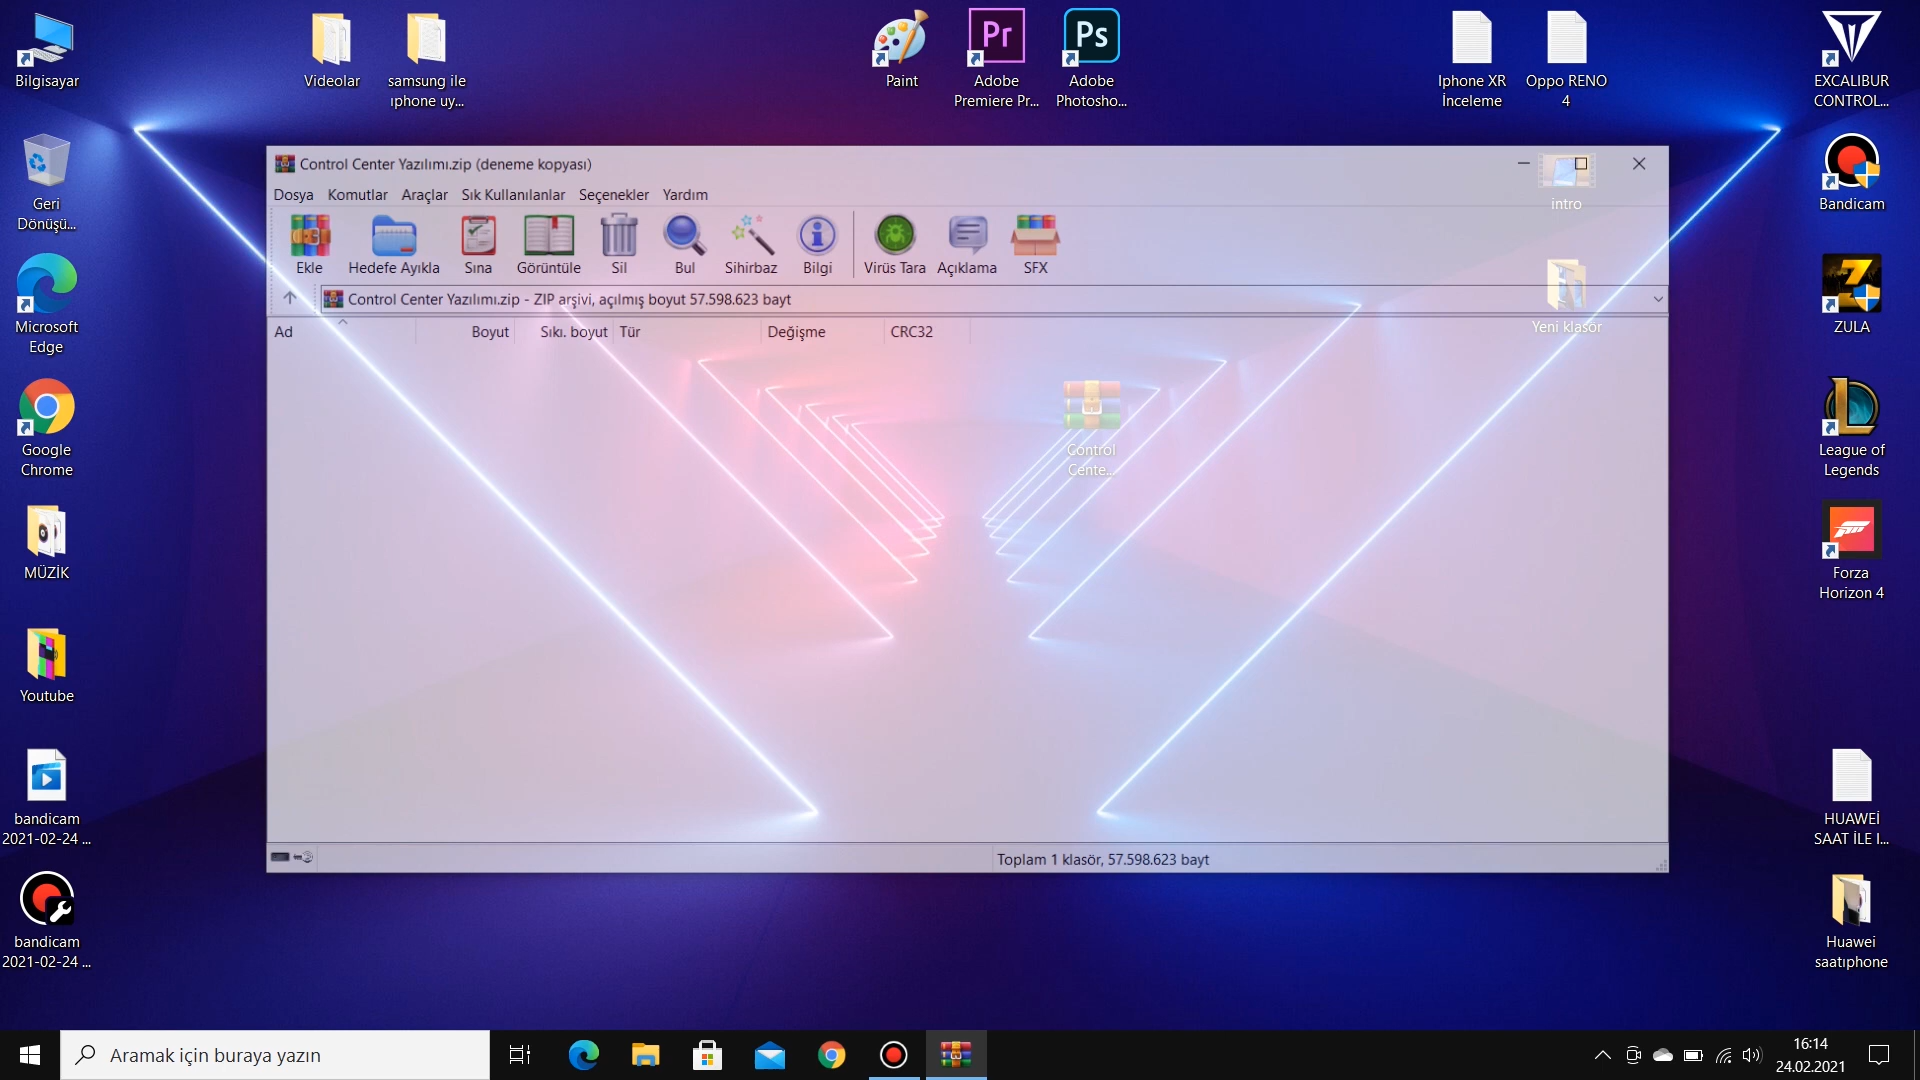 Bilgisayar
Videolar
samsung ile
ıphone uy...
Paint
Pr
Adobe
Premiere Pr...
Ps
Adobe
Photosho...
Iphone XR
İnceleme
Oppo RENO
4
EXCALIBUR
CONTROL...
Geri
Dönüşü...
Microsoft
Edge
Google
Chrome
MÜZİK
Youtube
bandicam
2021-02-24 ...
bandicam
2021-02-24 ...
Control Center Yazılımı.zip (deneme kopyası)
Dosya Komutlar Araçlar Sık Kullanılanlar Seçenekler Yardım
Ekle Hedefe Ayıkla Sına Görüntüle Sil Bul Sihirbaz Bilgi Virüs Tara Açıklama SFX
Control Center Yazılımı.zip - ZIP arşivi, açılmış boyut 57.598.623 bayt
Ad Boyut Sıkı. boyut Tür Değişme CRC32
Control
Cente...
Toplam 1 klasör, 57.598.623 bayt
intro
Yeni klasör
Bandicam
ZULA
League of
Legends
Forza
Horizon 4
HUAWEİ
SAAT İLE I...
Huawei
saatıphone
Aramak için buraya yazın
16:14
24.02.2021